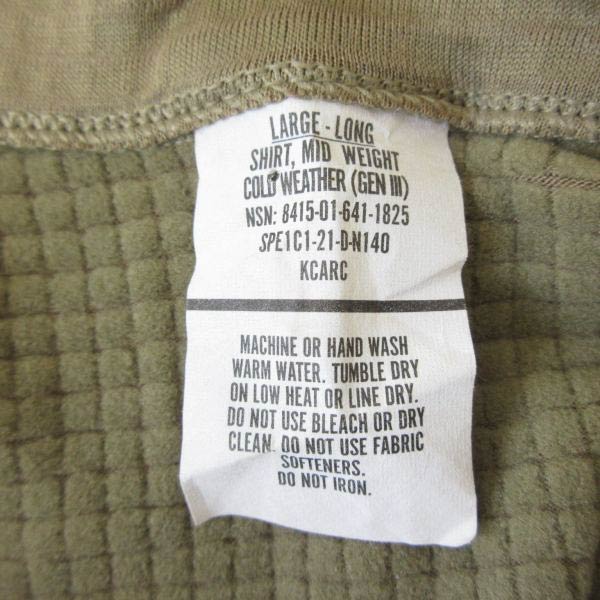 LARGE - LONG
SHIRT, MID WEIGHT
COLD WEATHER (GEN III)
NSN: 8415-01-641-1825
SPE1C1-21-D-N140
KCARC
MACHINE OR HAND WASH
WARM WATER. TUMBLE DRY
ON LOW HEAT OR LINE DRY.
DO NOT USE BLEACH OR DRY
CLEAN. DO NOT USE FABRIC
SOFTENERS.
DO NOT IRON.